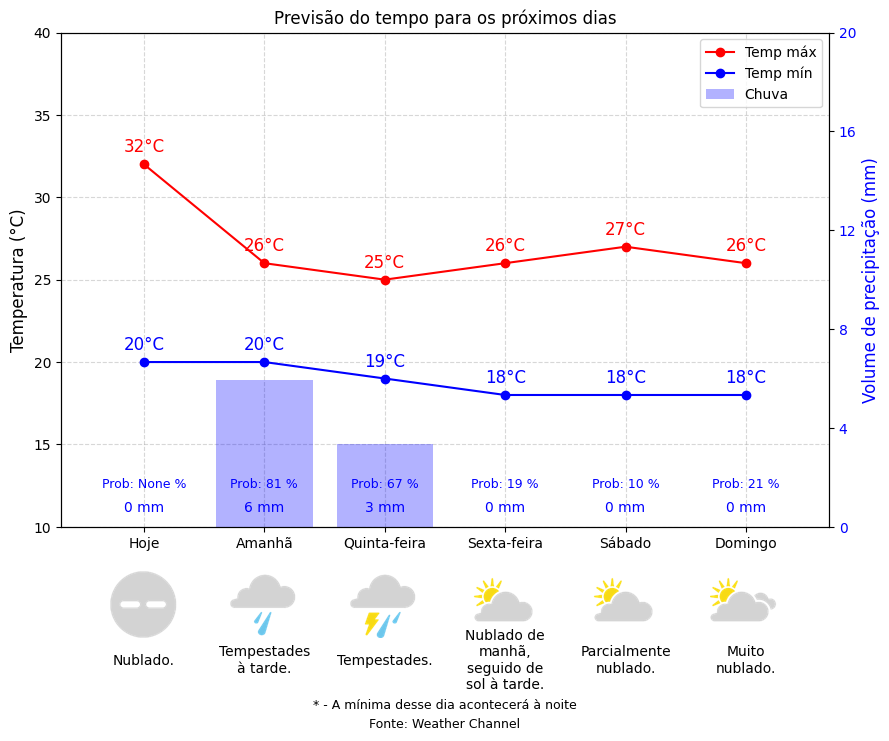 Previsão do tempo para os próximos dias
Temp máx
Temp mín
Chuva
Temperatura (°C)
Volume de precipitação (mm)
40
35
30
25
20
15
10
20
16
12
8
4
0
32°C
26°C
25°C
26°C
27°C
26°C
20°C
20°C
19°C
18°C
18°C
18°C
Prob: None %
Prob: 81 %
Prob: 67 %
Prob: 19 %
Prob: 10 %
Prob: 21 %
0 mm
6 mm
3 mm
0 mm
0 mm
0 mm
Hoje
Amanhã
Quinta-feira
Sexta-feira
Sábado
Domingo
Nublado.
Tempestades
à tarde.
Tempestades.
Nublado de
manhã,
seguido de
sol à tarde.
Parcialmente
nublado.
Muito
nublado.
* - A mínima desse dia acontecerá à noite
Fonte: Weather Channel